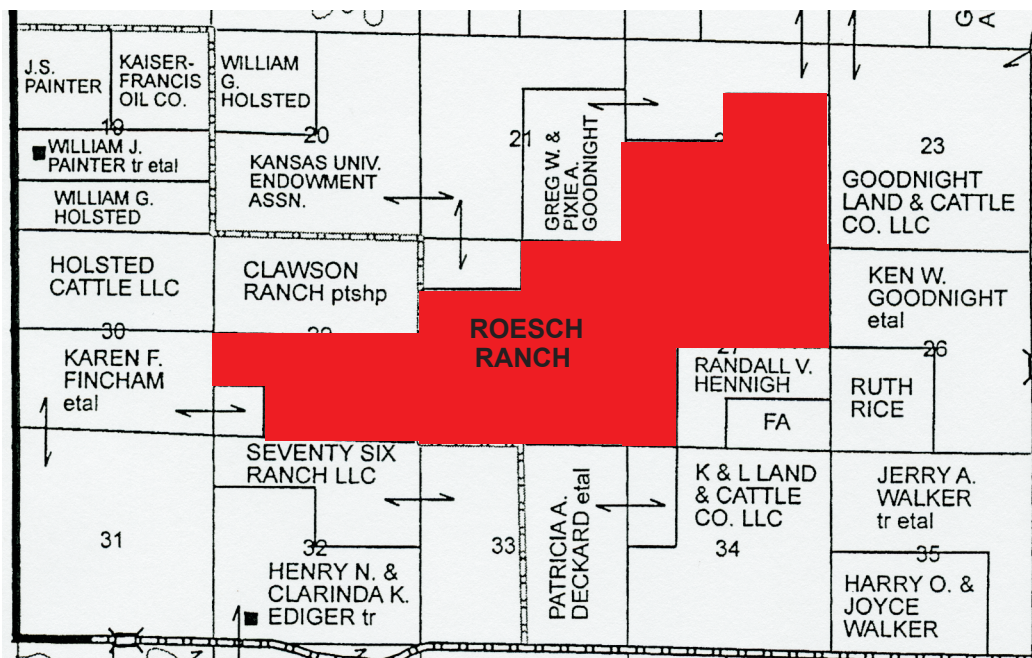 G
A
J.S.
PAINTER
KAISER-
FRANCIS
OIL CO.
WILLIAM
G.
HOLSTED
19
20
21
23
WILLIAM J.
PAINTER tr etal
WILLIAM G.
HOLSTED
KANSAS UNIV.
ENDOWMENT
ASSN.
GREG W. &
PIXIE A.
GOODNIGHT
GOODNIGHT
LAND & CATTLE
CO. LLC
HOLSTED
CATTLE LLC
CLAWSON
RANCH ptshp
KEN W.
GOODNIGHT
etal
30
ROESCH
RANCH
26
KAREN F.
FINCHAM
etal
RANDALL V.
HENNIGH
FA
RUTH
RICE
SEVENTY SIX
RANCH LLC
PATRICIA A.
DECKARD etal
K & L LAND
& CATTLE
CO. LLC
JERRY A.
WALKER
tr etal
31
32
33
34
35
HENRY N. &
CLARINDA K.
EDIGER tr
HARRY O. &
JOYCE
WALKER